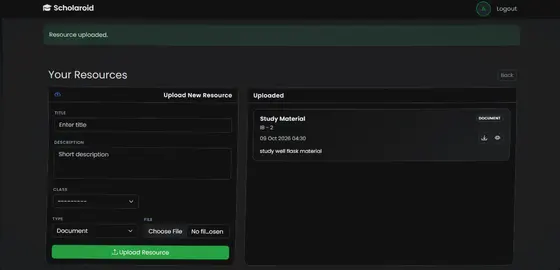 Scholaroid
Logout
Resource uploaded.
Your Resources
Back
Upload New Resource
TITLE
Enter title
DESCRIPTION
Short description
CLASS
---------
TYPE
Document
FILE
Choose File
No fil...osen
Upload Resource
Uploaded
Study Material
DOCUMENT
III - 2
09 Oct 2026 04:30
study well flask material